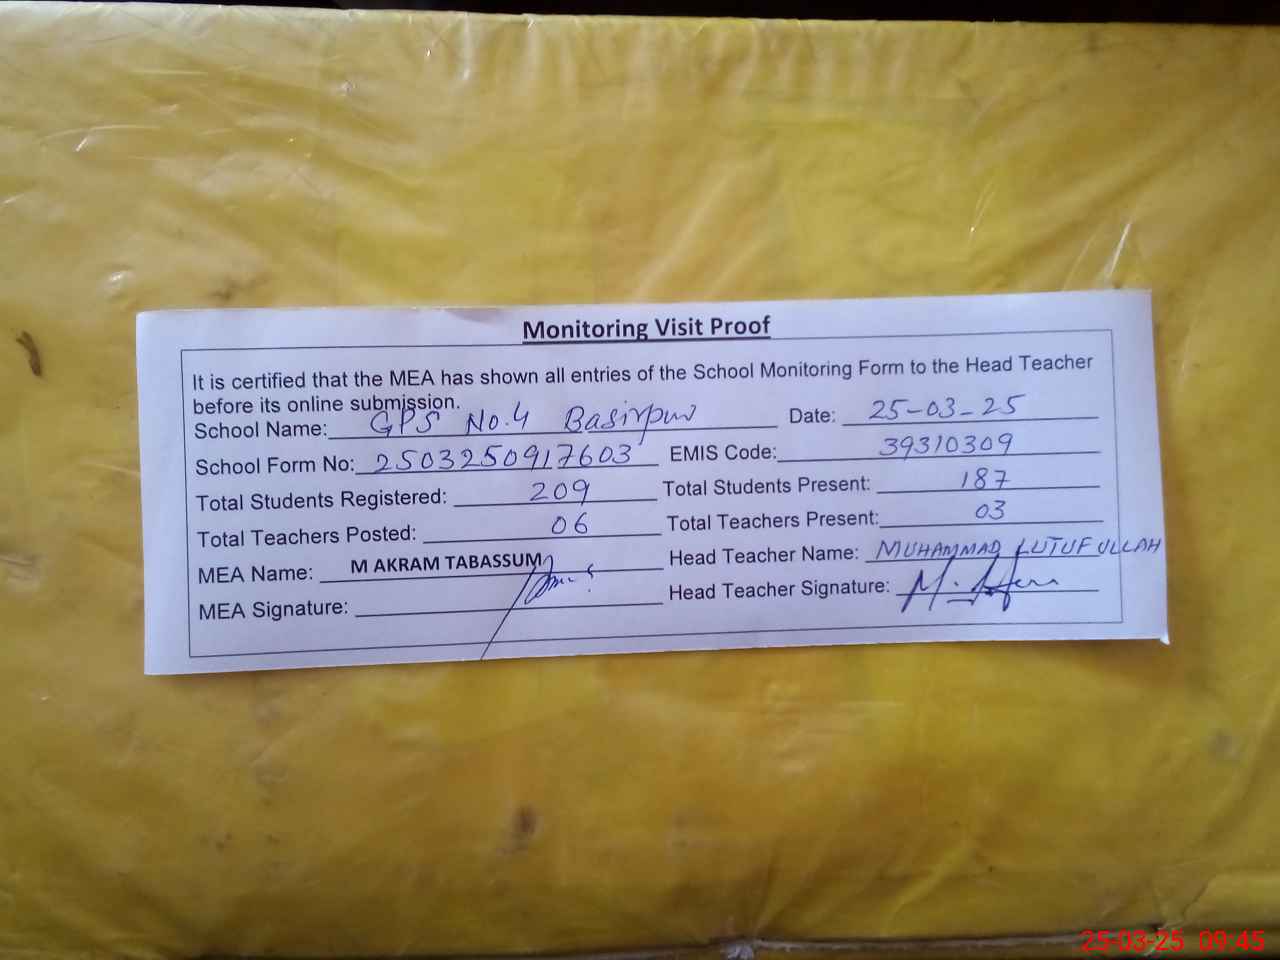 Monitoring Visit Proof
It is certified that the MEA has shown all entries of the School Monitoring Form to the Head Teacher
before its online submission.
School Name: GPS No.4 Basirpur Date: 25-03-25
School Form No: 2503250917603 EMIS Code: 39310309
Total Students Registered: 209 Total Students Present: 187
Total Teachers Posted: 06 Total Teachers Present: 03
MEA Name: M AKRAM TABASSUM Head Teacher Name: MUHAMMAD LUTUFULLAH
MEA Signature: Head Teacher Signature:
25-03-25 09:45